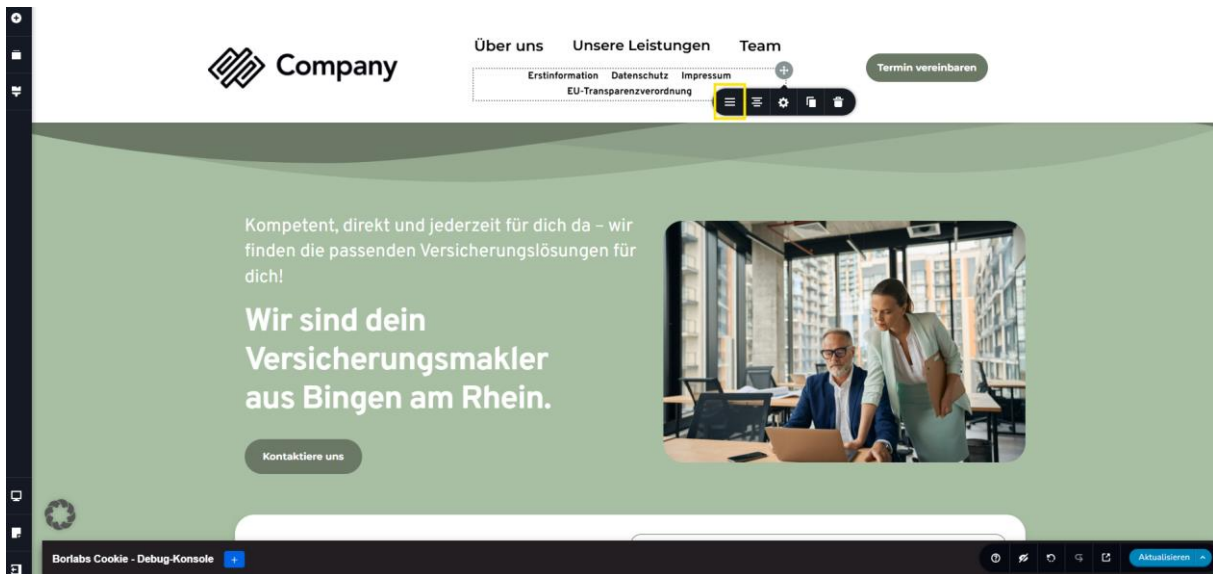 Company
Über uns Unsere Leistungen Team
Erstinformation Datenschutz Impressum
EU-Transparenzverordnung
Termin vereinbaren
Kompetent, direkt und jederzeit für dich da – wir
finden die passenden Versicherungslösungen für
dich!
Wir sind dein
Versicherungsmakler
aus Bingen am Rhein.
Kontaktiere uns
Borlabs Cookie - Debug-Konsole +
Aktualisieren